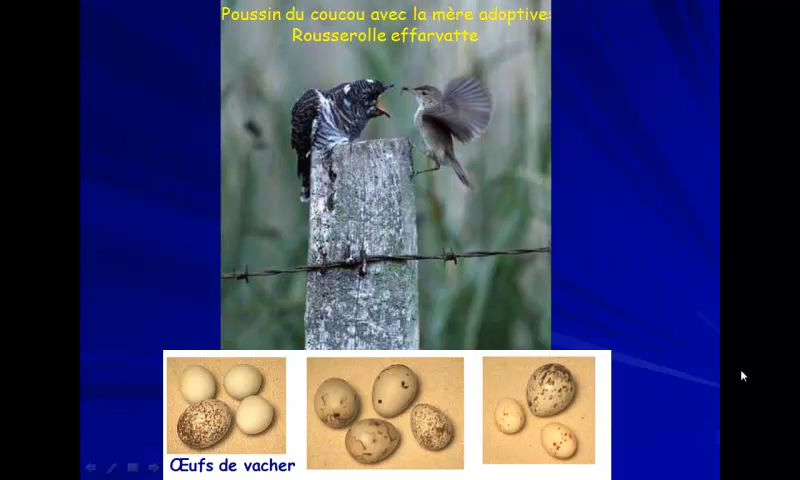 Poussin du coucou avec la mère adoptive:
Rousserolle effarvatte
Œufs de vacher